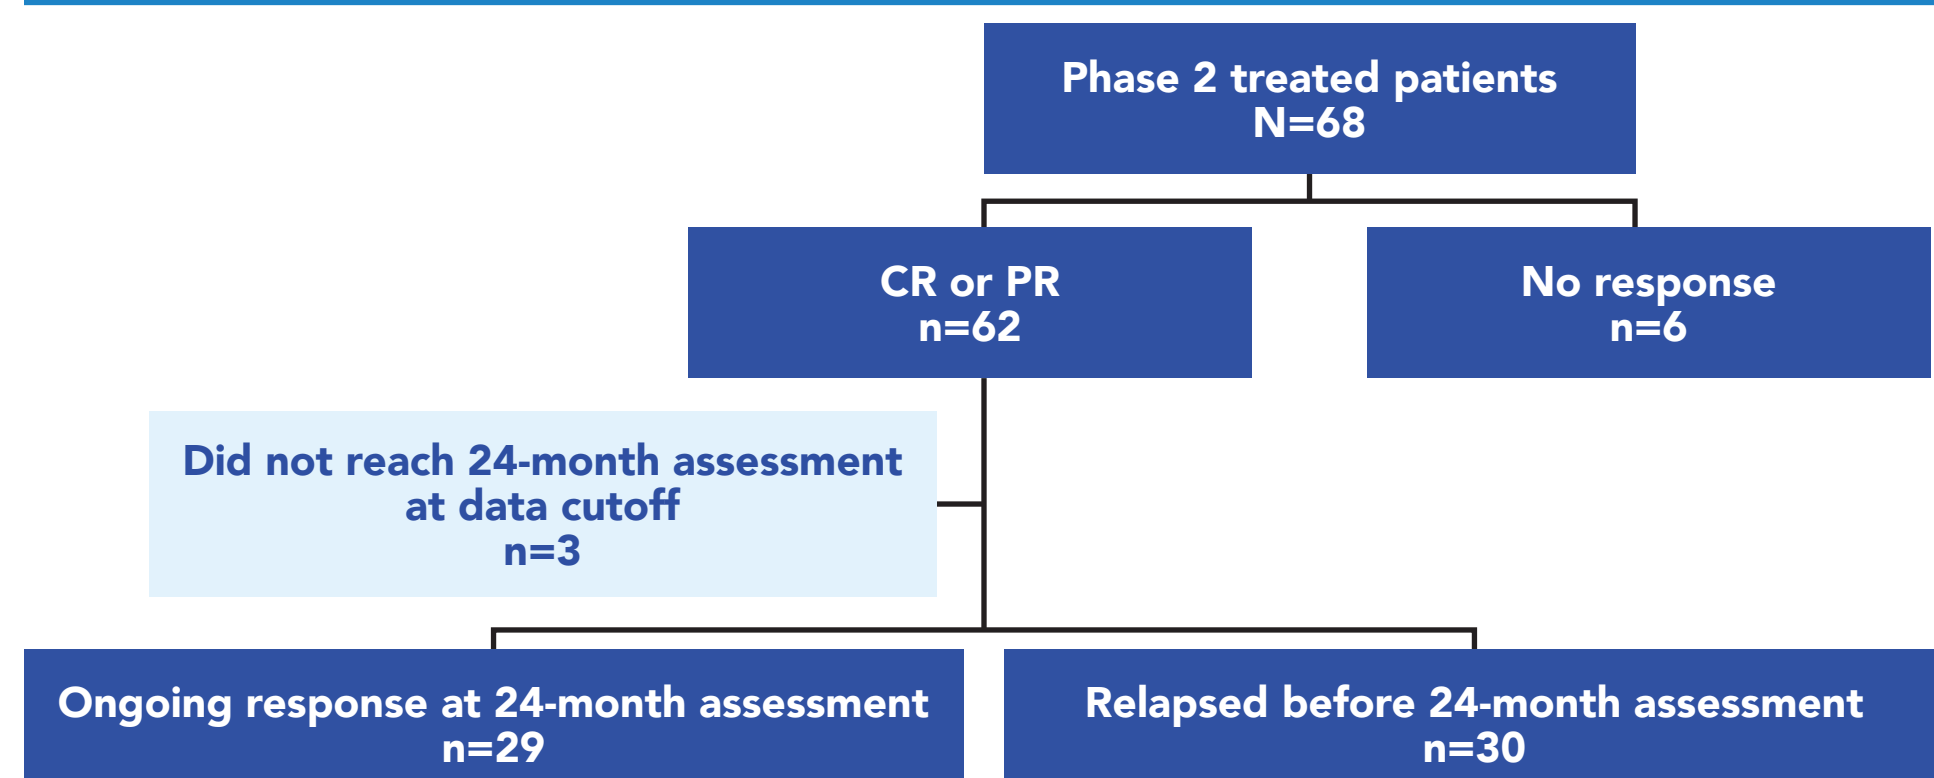 Phase 2 treated patients
N=68
CR or PR
n=62
No response
n=6
Did not reach 24-month assessment
at data cutoff
n=3
Ongoing response at 24-month assessment
n=29
Relapsed before 24-month assessment
n=30